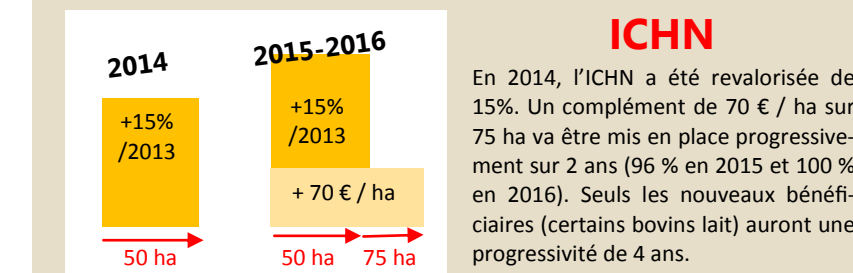 2014
2015-2016
+15%
/2013
+15%
/2013
+ 70 € / ha
50 ha
50 ha
75 ha
ICHN
En 2014, l’ICHN a été revalorisée de
15%. Un complément de 70 € / ha sur
75 ha va être mis en place progressive-
ment sur 2 ans (96 % en 2015 et 100 %
en 2016). Seuls les nouveaux bénéfi-
ciaires (certains bovins lait) auront une
progressivité de 4 ans.